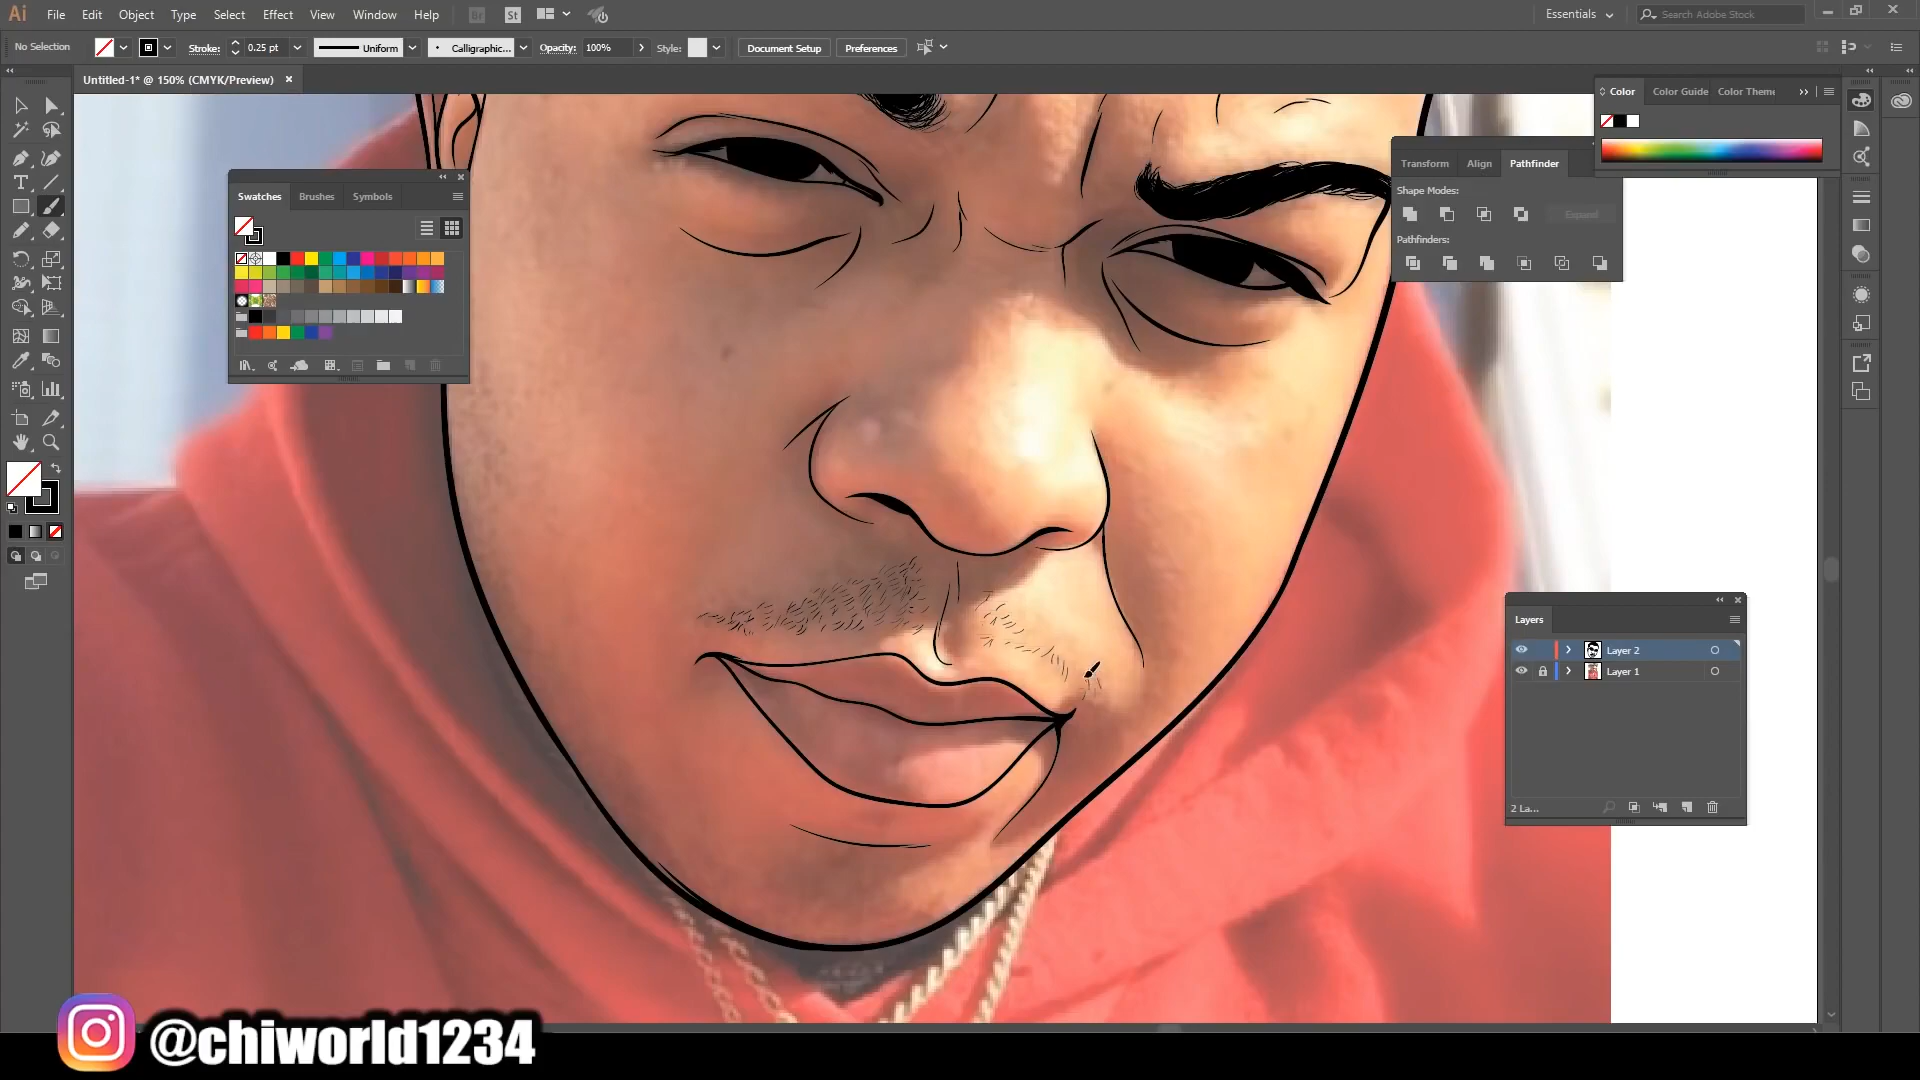 Ai File Edit Object Type Select Effect View Window Help Br St Essentials Search Adobe Stock
No Selection Stroke: 0.25 pt Uniform Calligraphic... Opacity: 100% Style: Document Setup Preferences
Untitled-1* @ 150% (CMYK/Preview)
Color Color Guide Color Theme
Transform Align Pathfinder
Shape Modes:
Expand
Pathfinders:
Swatches Brushes Symbols
Layers
Layer 2
Layer 1
2 La...
@chiworld1234